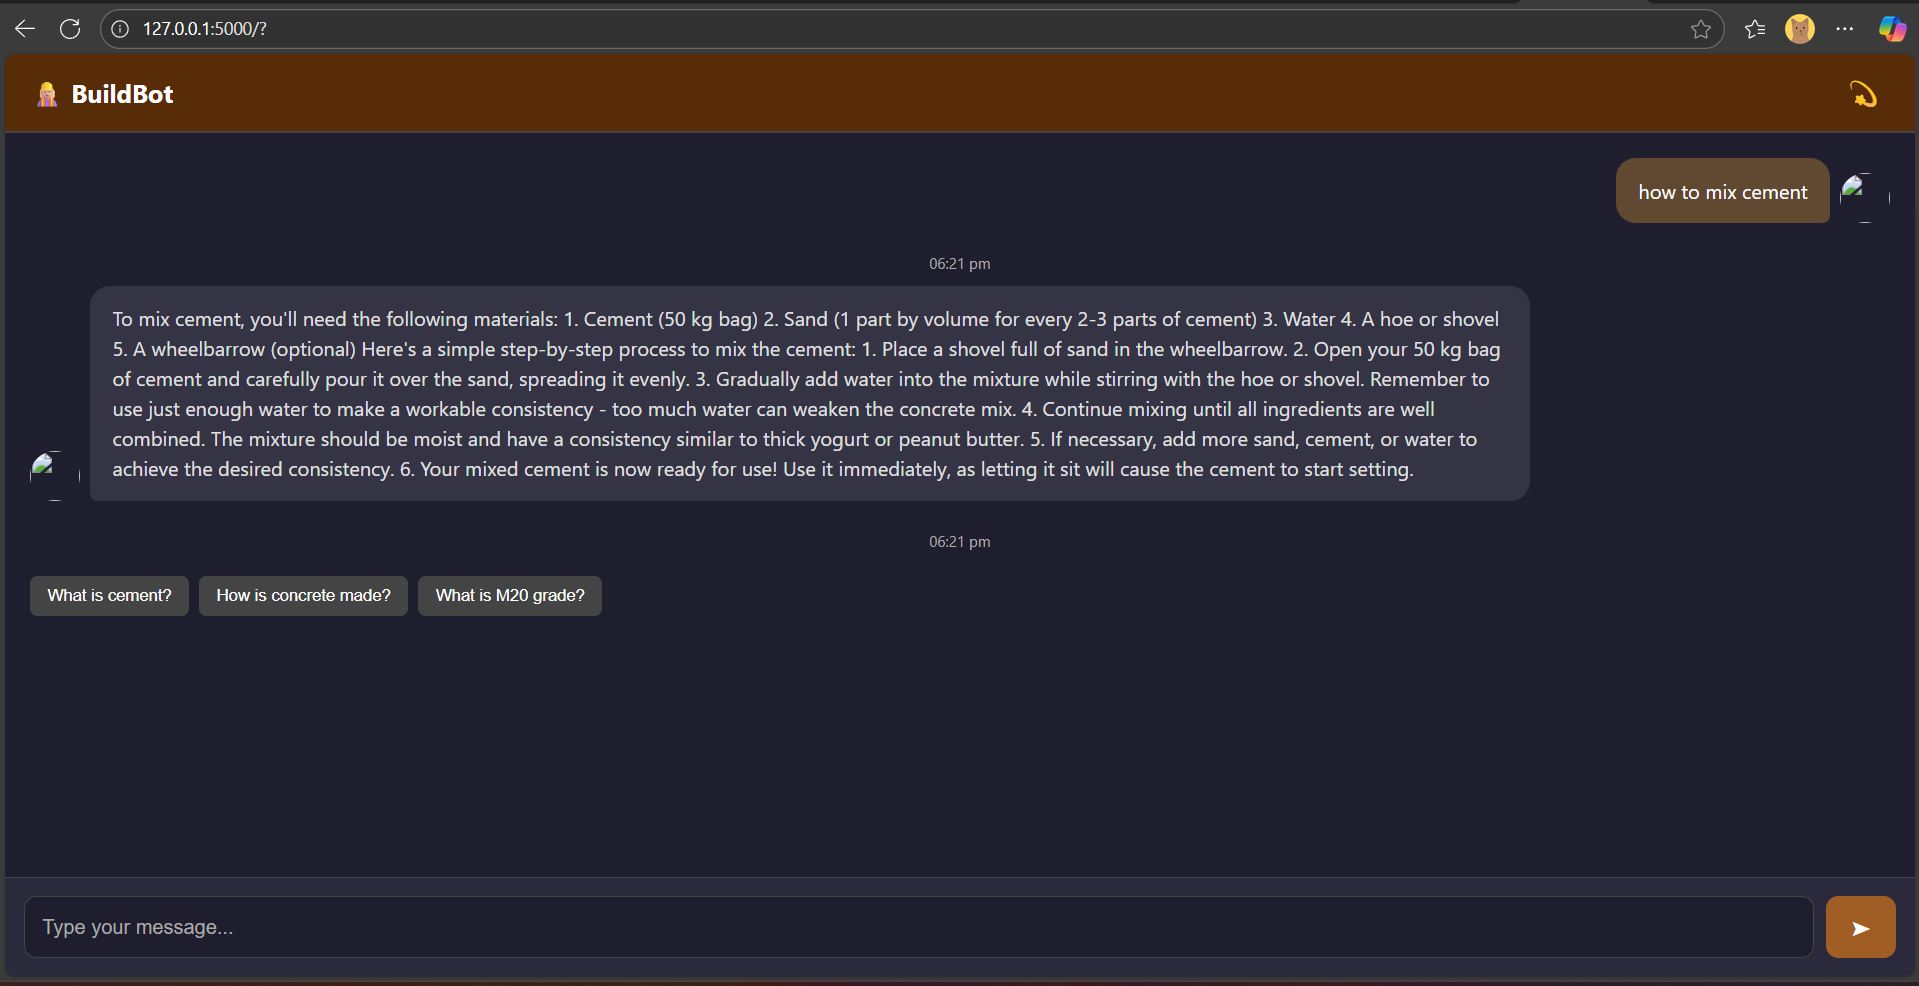 127.0.0.1:5000/?
BuildBot
how to mix cement
06:21 pm
To mix cement, you'll need the following materials: 1. Cement (50 kg bag) 2. Sand (1 part by volume for every 2-3 parts of cement) 3. Water 4. A hoe or shovel
5. A wheelbarrow (optional) Here's a simple step-by-step process to mix the cement: 1. Place a shovel full of sand in the wheelbarrow. 2. Open your 50 kg bag
of cement and carefully pour it over the sand, spreading it evenly. 3. Gradually add water into the mixture while stirring with the hoe or shovel. Remember to
use just enough water to make a workable consistency - too much water can weaken the concrete mix. 4. Continue mixing until all ingredients are well
combined. The mixture should be moist and have a consistency similar to thick yogurt or peanut butter. 5. If necessary, add more sand, cement, or water to
achieve the desired consistency. 6. Your mixed cement is now ready for use! Use it immediately, as letting it sit will cause the cement to start setting.
06:21 pm
What is cement? How is concrete made? What is M20 grade?
Type your message...